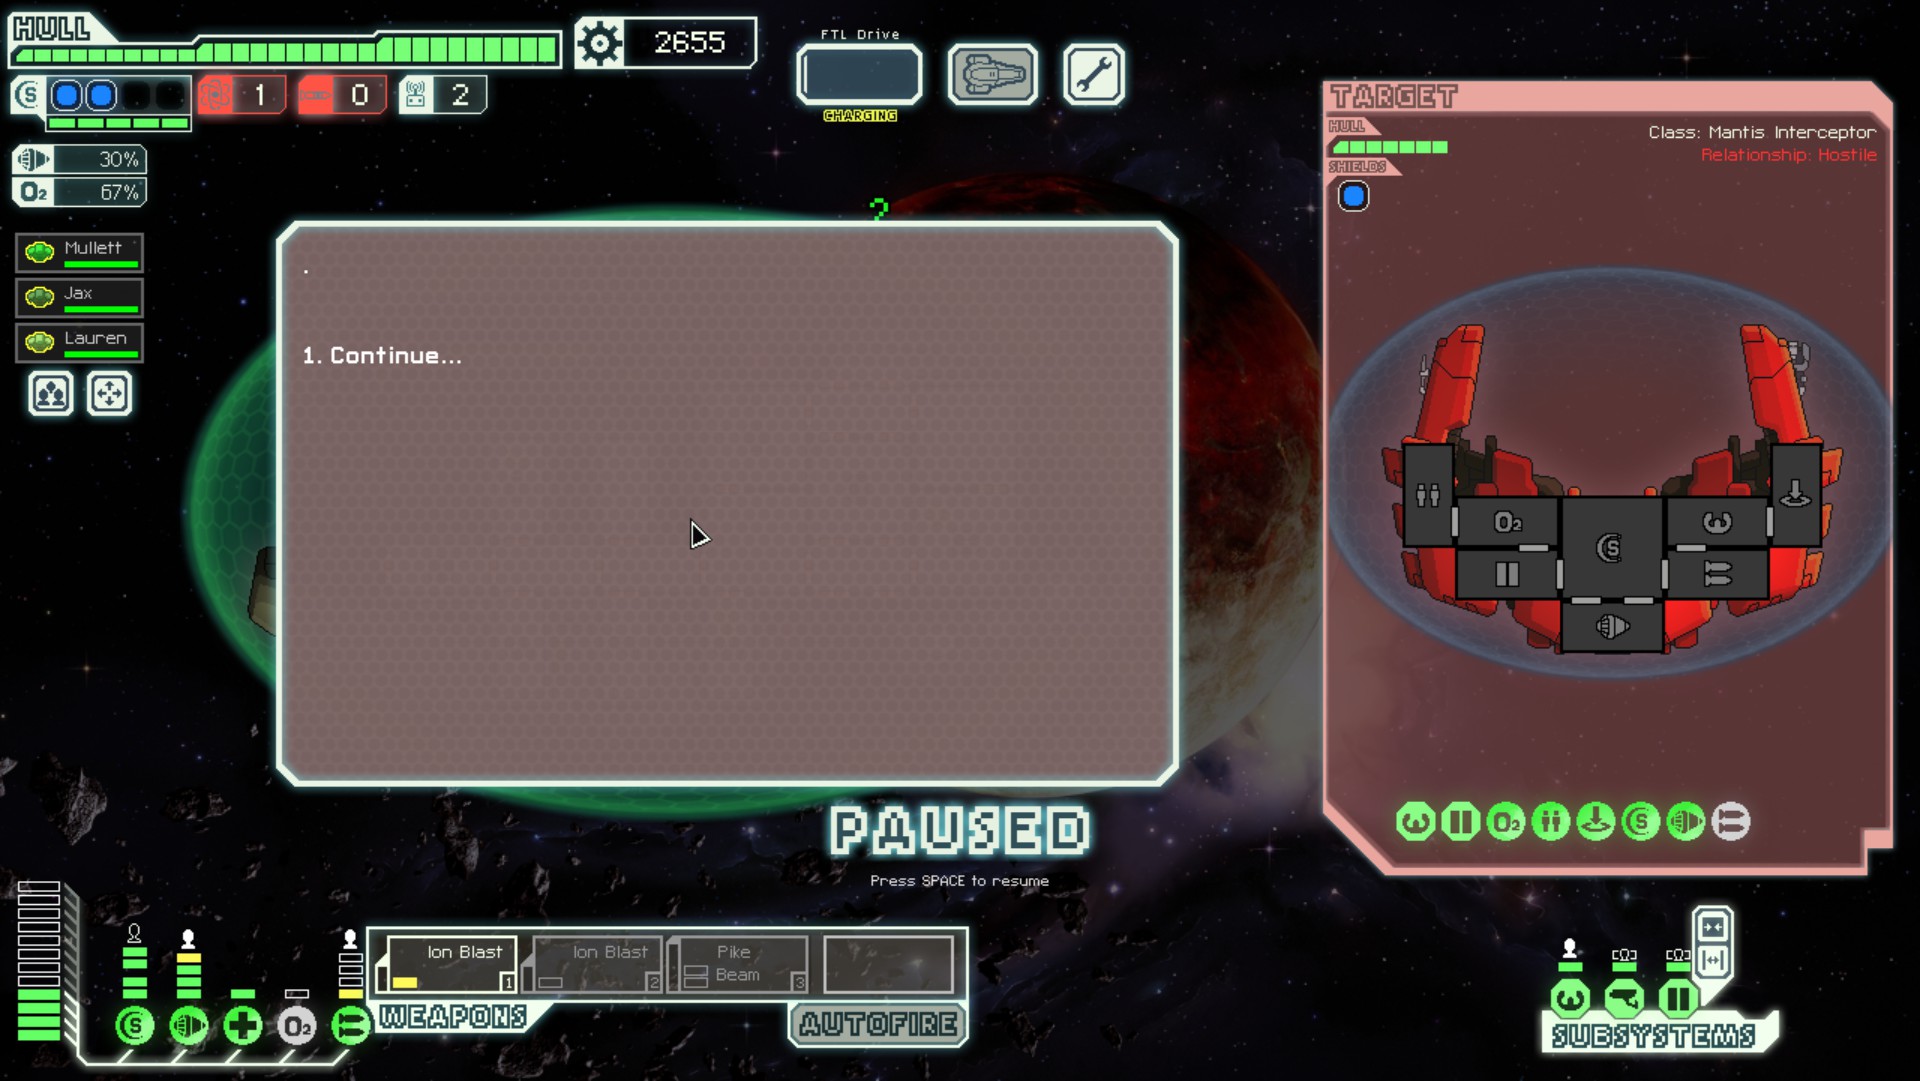 HULL
2655
FTL Drive
CHARGING
1
0
2
30%
O2 67%
Mullett
Jax
Lauren
.
1. Continue...
PAUSED
Press SPACE to resume
TARGET
HULL
Class: Mantis Interceptor
Relationship: Hostile
SHIELDS
S
O2
S
O2
S
S
O2
Ion Blast
1
Ion Blast
2
Pike
Beam
3
WEAPONS
AUTOFIRE
SUBSYSTEMS